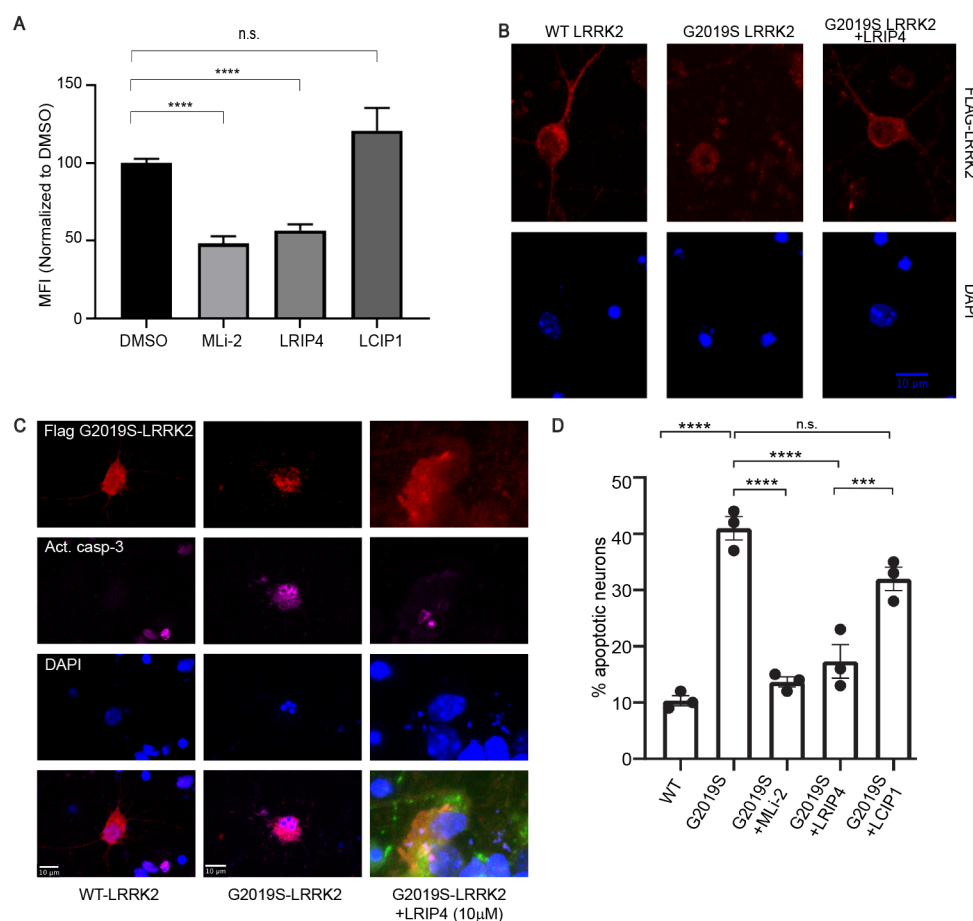 A
n.s.
****
****
150
100
50
0
MFI (Normalized to DMSO)
DMSO MLi-2 LRIP4 LCIP1
B
WT LRRK2 G2019S LRRK2 G2019S LRRK2
+LRIP4
FLAG-LRRK2
DAPI
10 µm
C
Flag G2019S-LRRK2
Act. casp-3
DAPI
10 µm 10 µm
WT-LRRK2 G2019S-LRRK2 G2019S-LRRK2
+LRIP4 (10µM)
D
**** n.s.
****
**** ***
50
40
30
20
10
0
% apoptotic neurons
WT
G2019S
G2019S
+MLi-2
G2019S
+LRIP4
G2019S
+LCIP1